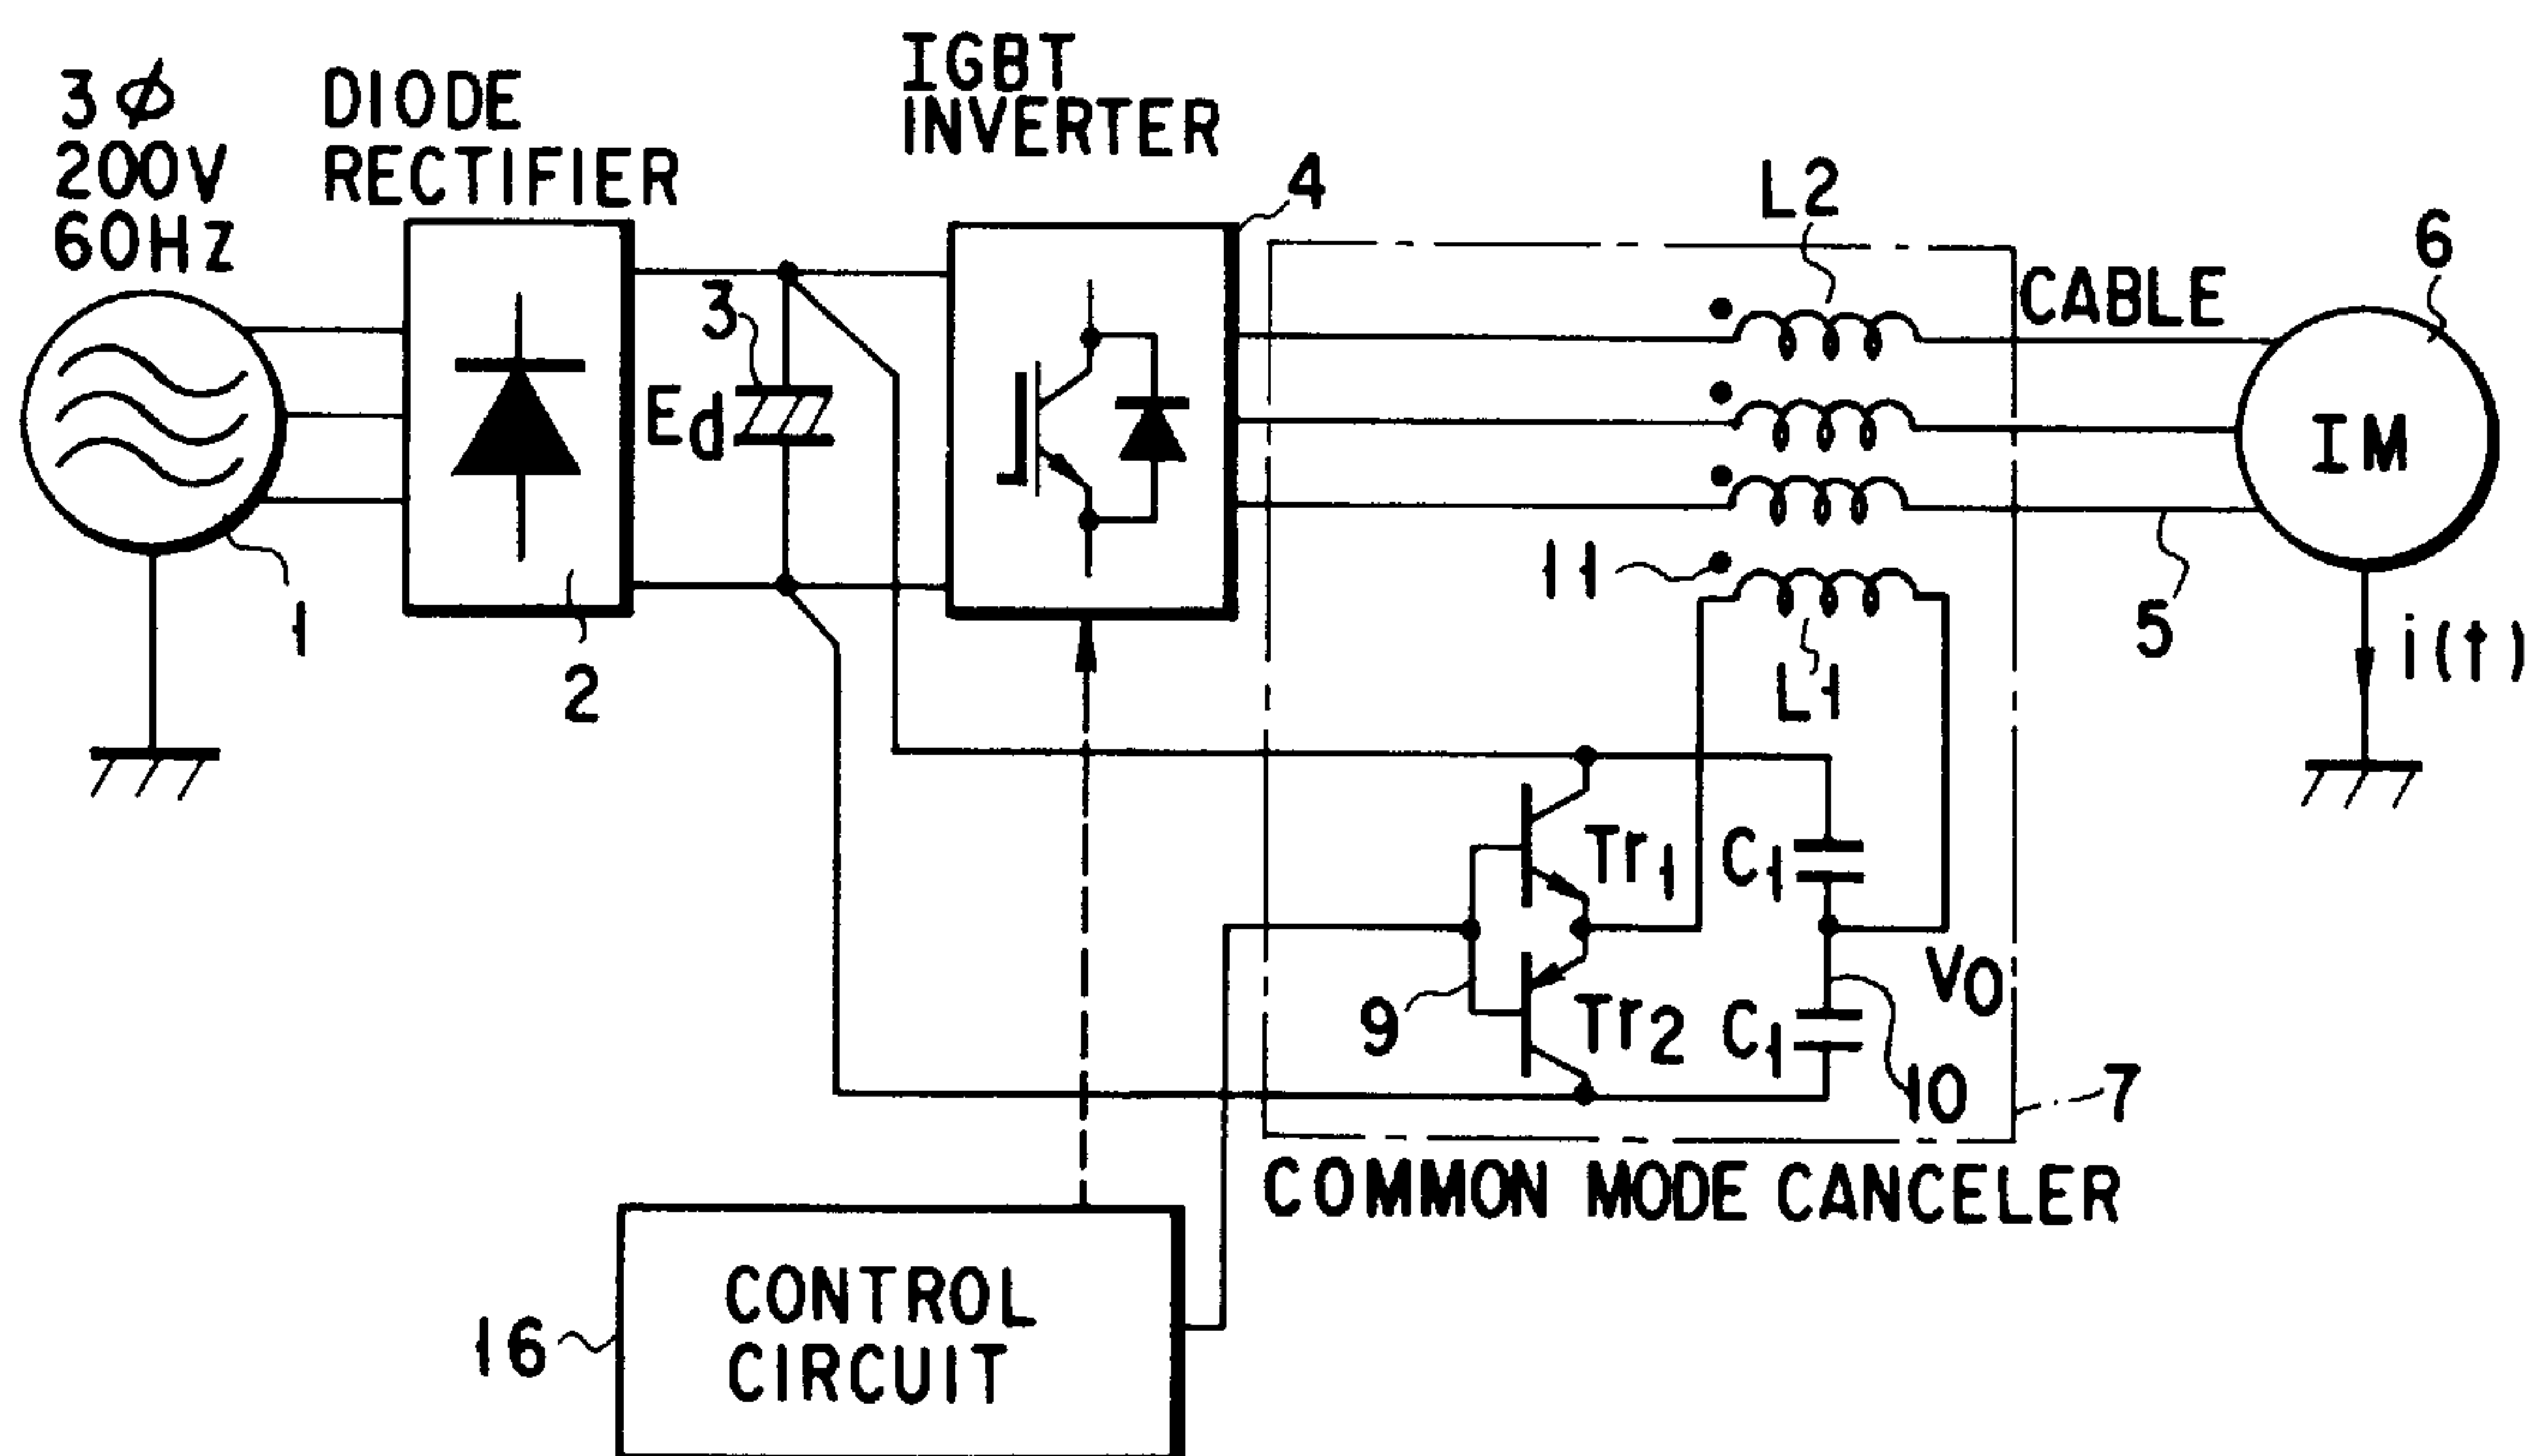 3φ
200V
60Hz
DIODE
RECTIFIER
IGBT
INVERTER
4
L2
6
CABLE
3
Ed
IM
11
L1
5
i(t)
1
2
Tr1
C1
9
Tr2
C1
V0
10
7
COMMON MODE CANCELER
CONTROL
CIRCUIT
16